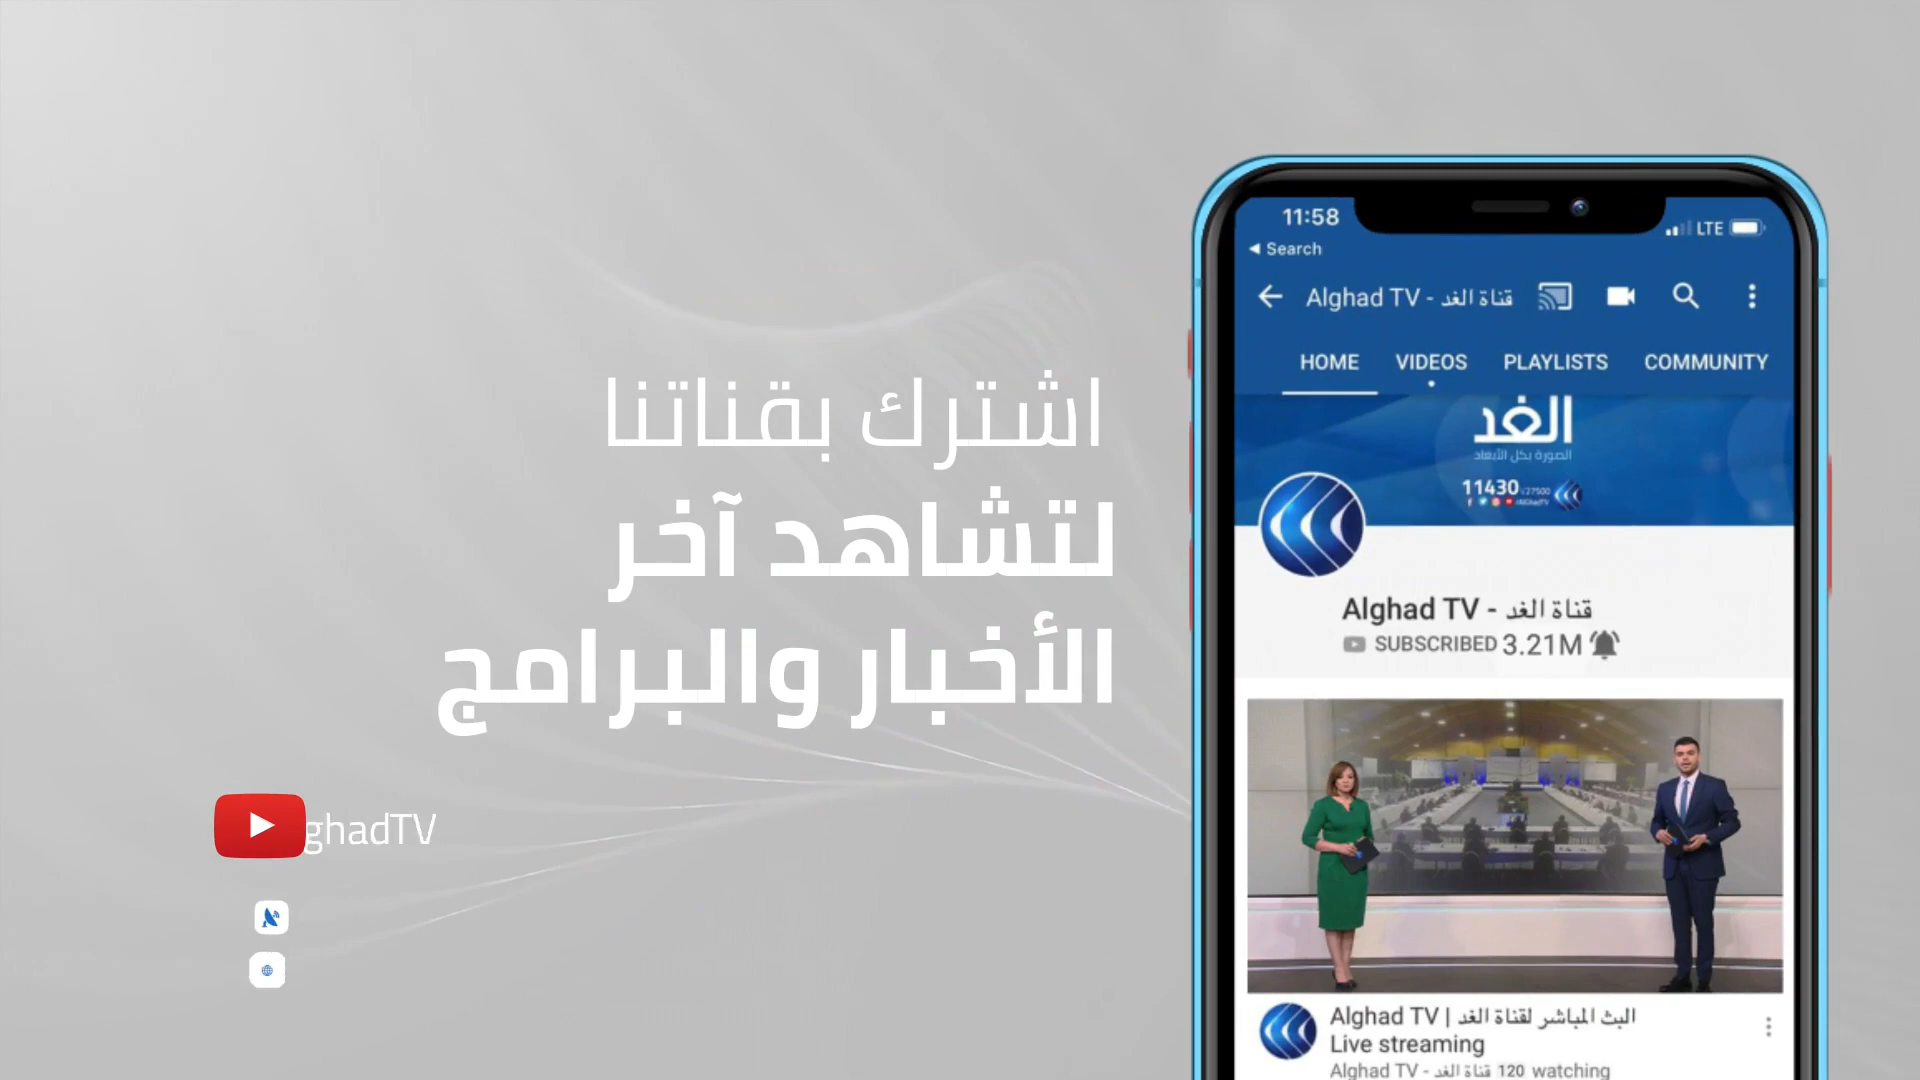 اشترك بقناتنا
لتشاهد آخر
الأخبار والبرامج
ghadTV
11:58
LTE
Search
Alghad TV - قناة الغد
HOME VIDEOS PLAYLISTS COMMUNITY
الغد
الصورة بكل الأبعاد
11430 V27500
Alghad TV - قناة الغد
SUBSCRIBED 3.21M
Alghad TV | البث المباشر لقناة الغد
Live streaming
Alghad TV - قناة الغد 120 watching